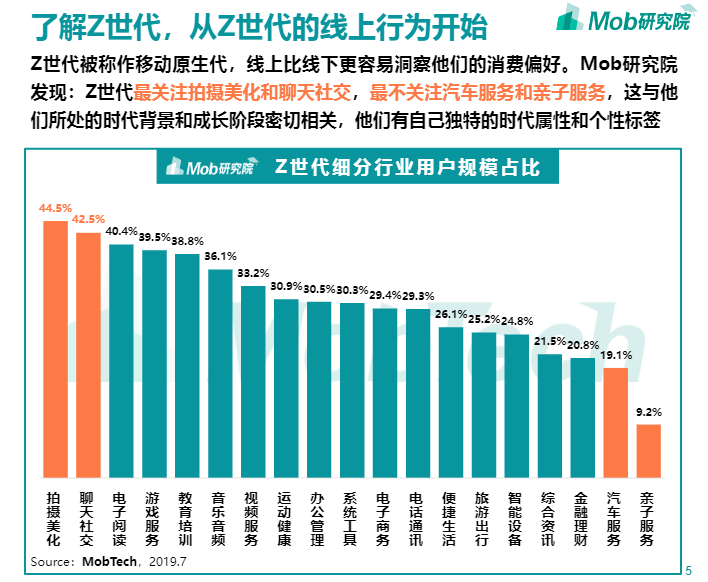 了解Z世代，从Z世代的线上行为开始
Mob研究院
Z世代被称作移动原生代，线上比线下更容易洞察他们的消费偏好。Mob研究院
发现：Z世代最关注拍摄美化和聊天社交，最不关注汽车服务和亲子服务，这与他
们所处的时代背景和成长阶段密切相关，他们有自己独特的时代属性和个性标签
Mob研究院 Z世代细分行业用户规模占比
44.5%
42.5%
40.4%
39.5%
38.8%
36.1%
33.2%
30.9%
30.5%
30.3%
29.4%
29.3%
26.1%
25.2%
24.8%
21.5%
20.8%
19.1%
9.2%
MobTech
拍摄美化
聊天社交
电子阅读
游戏服务
教育培训
音乐音频
视频服务
运动健康
办公管理
系统工具
电子商务
电话通讯
便捷生活
旅游出行
智能设备
综合资讯
金融理财
汽车服务
亲子服务
Source：MobTech，2019.7
5